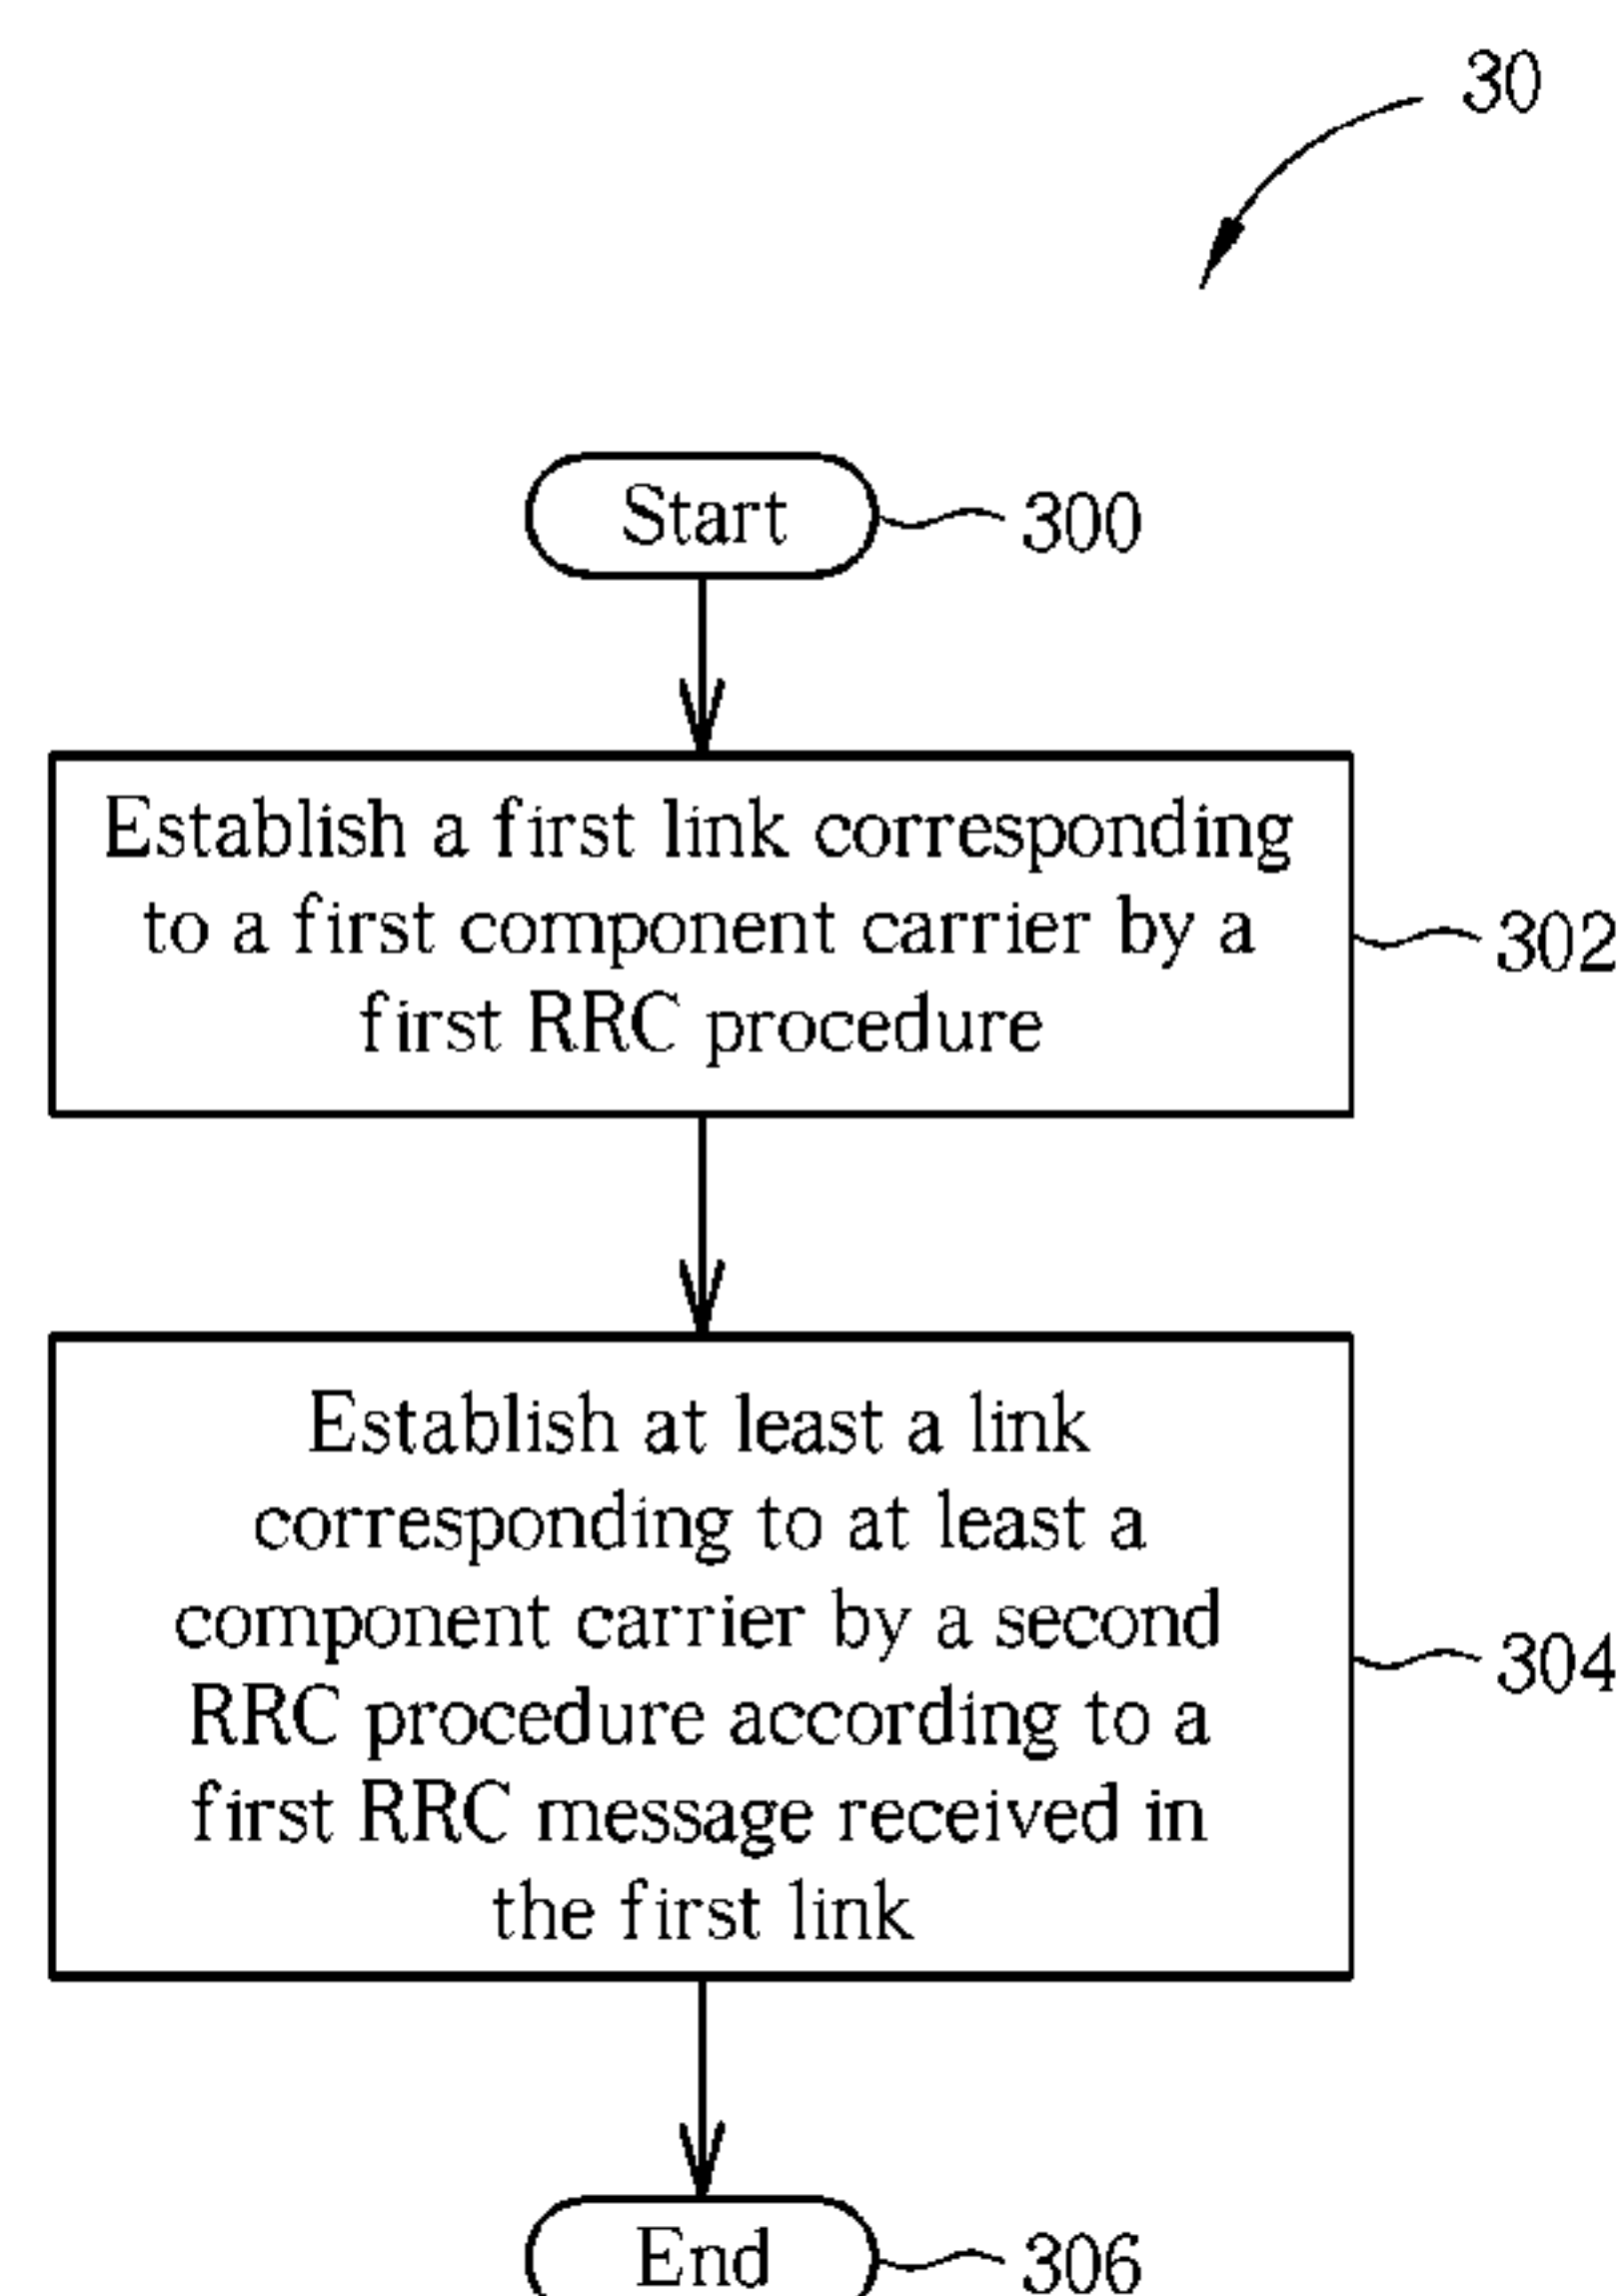 30
Start
300
Establish a first link corresponding
to a first component carrier by a
first RRC procedure
302
Establish at least a link
corresponding to at least a
component carrier by a second
RRC procedure according to a
first RRC message received in
the first link
304
End
306